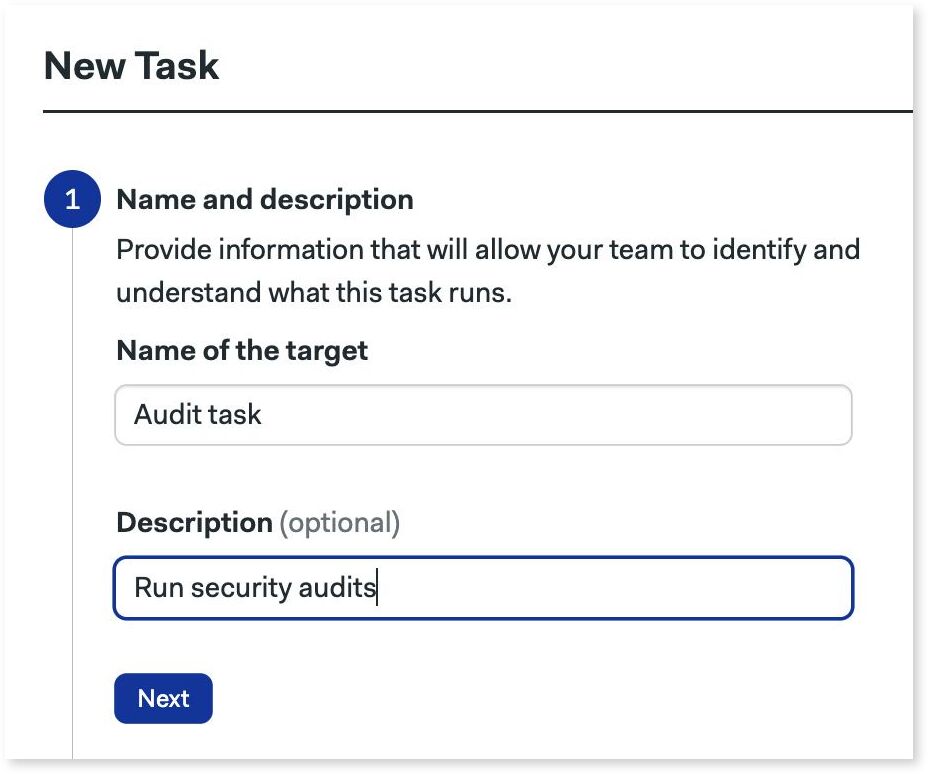 New Task
1
Name and description
Provide information that will allow your team to identify and
understand what this task runs.
Name of the target
Audit task
Description (optional)
Run security audits
Next